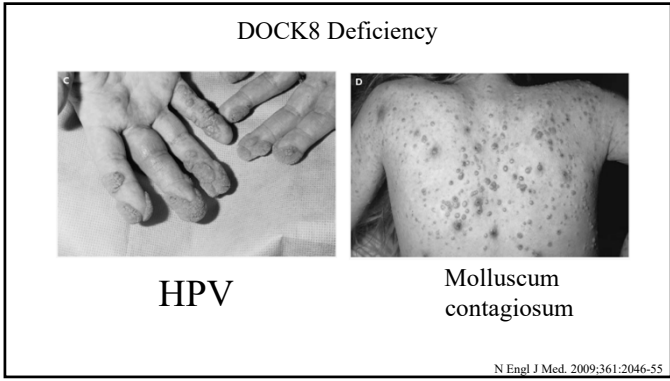 DOCK8 Deficiency
C
D
HPV
Molluscum
contagiosum
N Engl J Med. 2009;361:2046-55